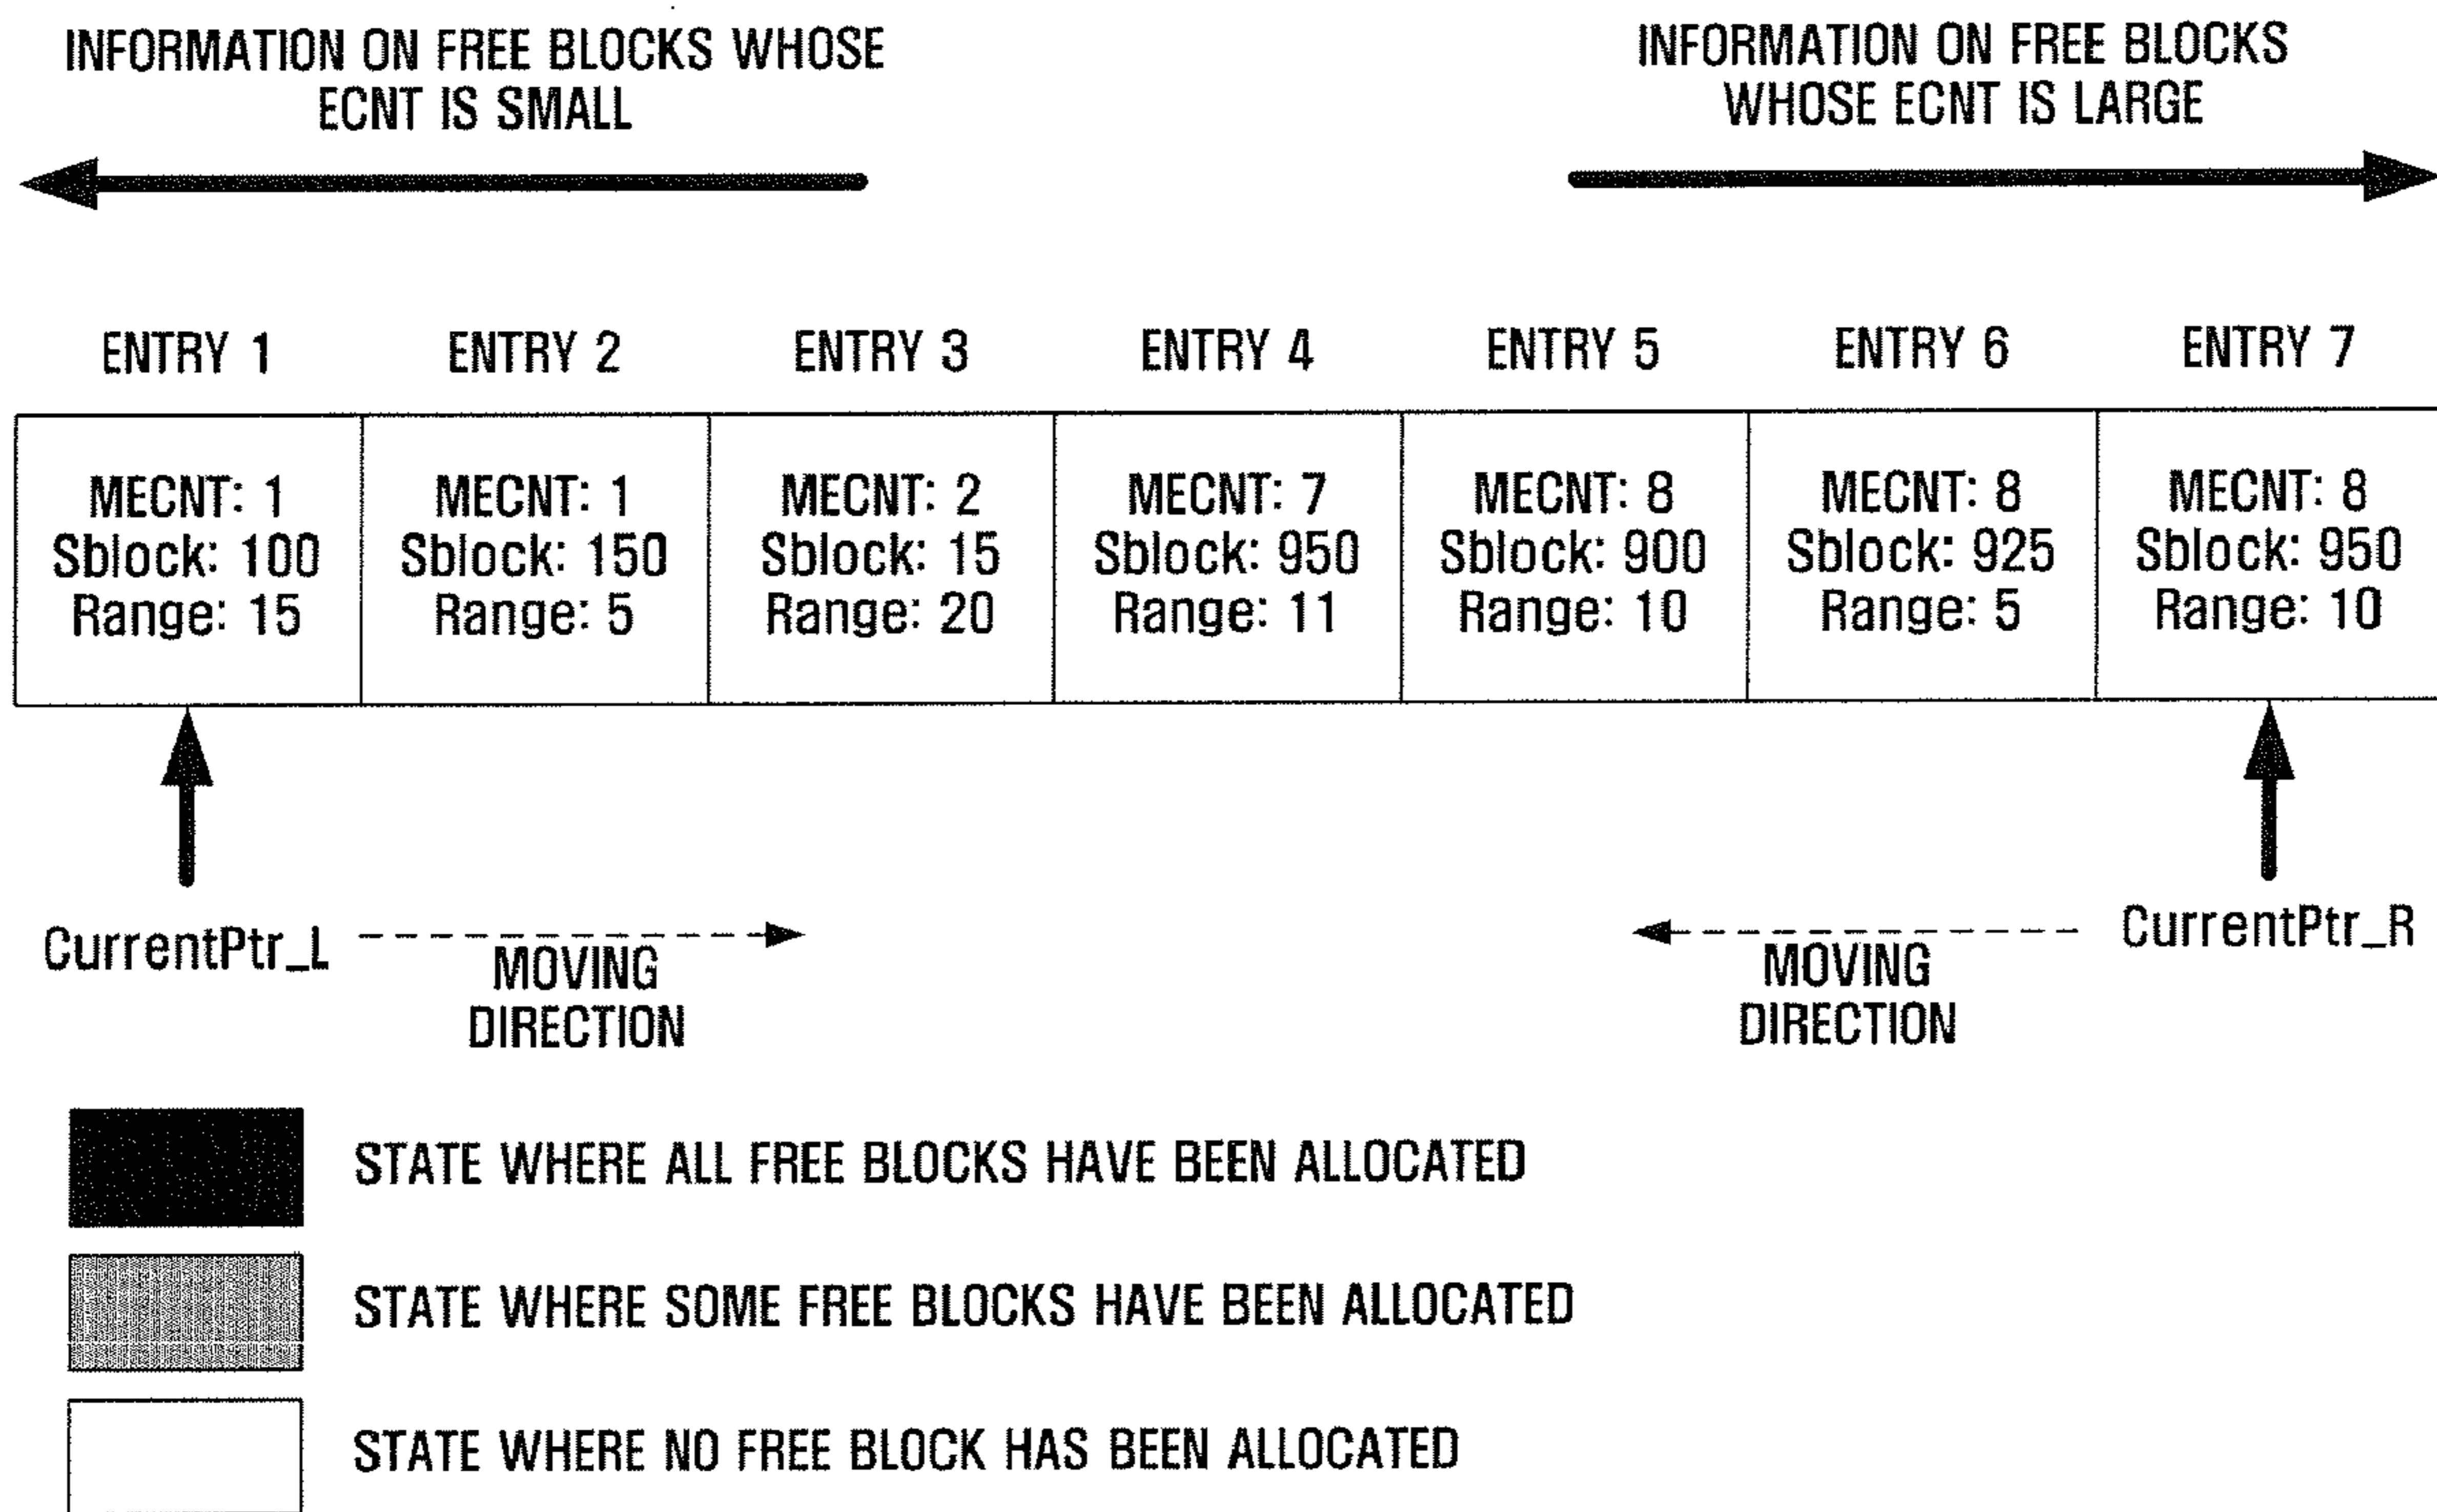 INFORMATION ON FREE BLOCKS WHOSE
ECNT IS SMALL
INFORMATION ON FREE BLOCKS
WHOSE ECNT IS LARGE
ENTRY 1
ENTRY 2
ENTRY 3
ENTRY 4
ENTRY 5
ENTRY 6
ENTRY 7
MECNT: 1
Sblock: 100
Range: 15
MECNT: 1
Sblock: 150
Range: 5
MECNT: 2
Sblock: 15
Range: 20
MECNT: 7
Sblock: 950
Range: 11
MECNT: 8
Sblock: 900
Range: 10
MECNT: 8
Sblock: 925
Range: 5
MECNT: 8
Sblock: 950
Range: 10
CurrentPtr_L
MOVING
DIRECTION
MOVING
DIRECTION
CurrentPtr_R
STATE WHERE ALL FREE BLOCKS HAVE BEEN ALLOCATED
STATE WHERE SOME FREE BLOCKS HAVE BEEN ALLOCATED
STATE WHERE NO FREE BLOCK HAS BEEN ALLOCATED